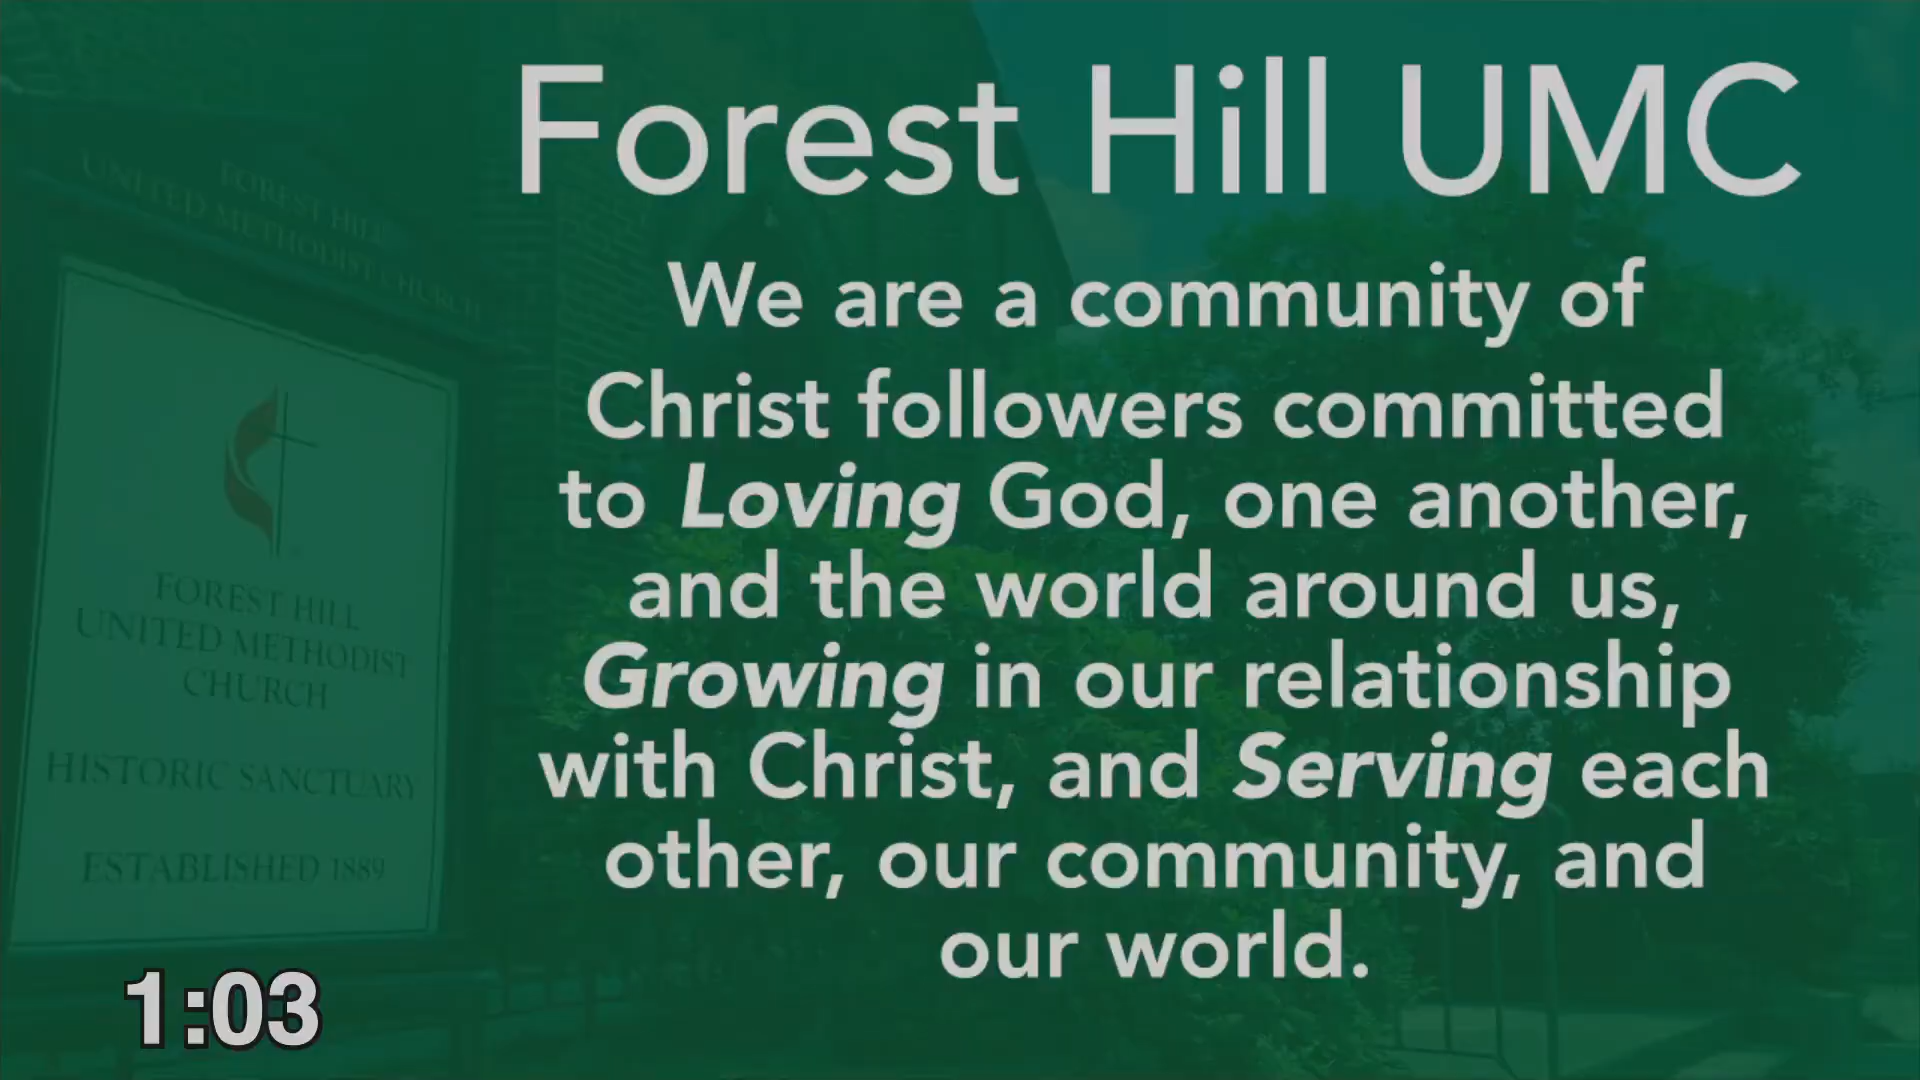 Forest Hill UMC
We are a community of
Christ followers committed
to Loving God, one another,
and the world around us,
Growing in our relationship
with Christ, and Serving each
other, our community, and
our world.
FOREST HILL
UNITED METHODIST CHURCH
FOREST HILL
UNITED METHODIST
CHURCH
HISTORIC SANCTUARY
ESTABLISHED 1889
1:03